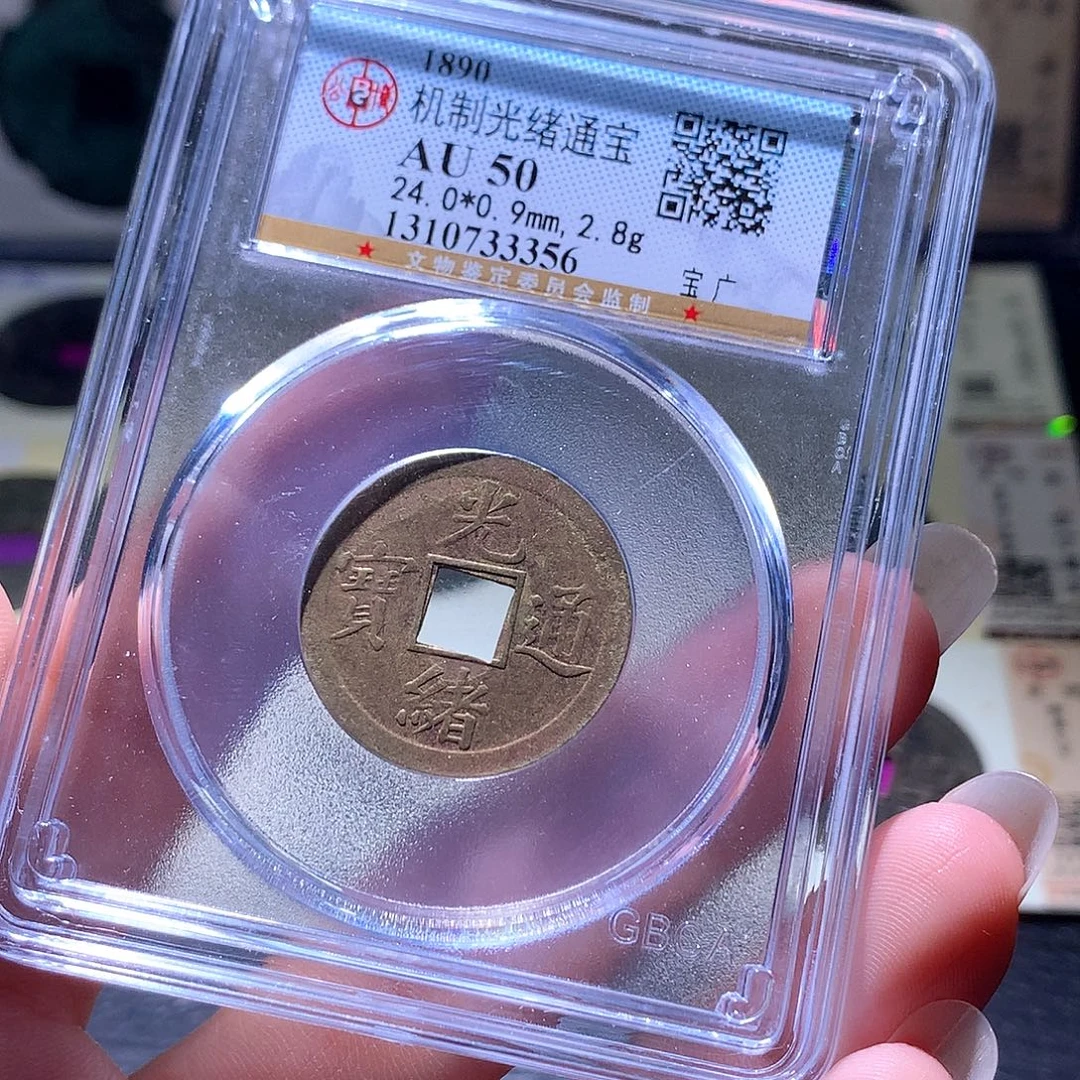 1890
机制光绪通宝
AU 50
24.0*0.9mm, 2.8g
1310733356
宝广
文物鉴定委员会监制
光緒通寶
GBCA
GBCA